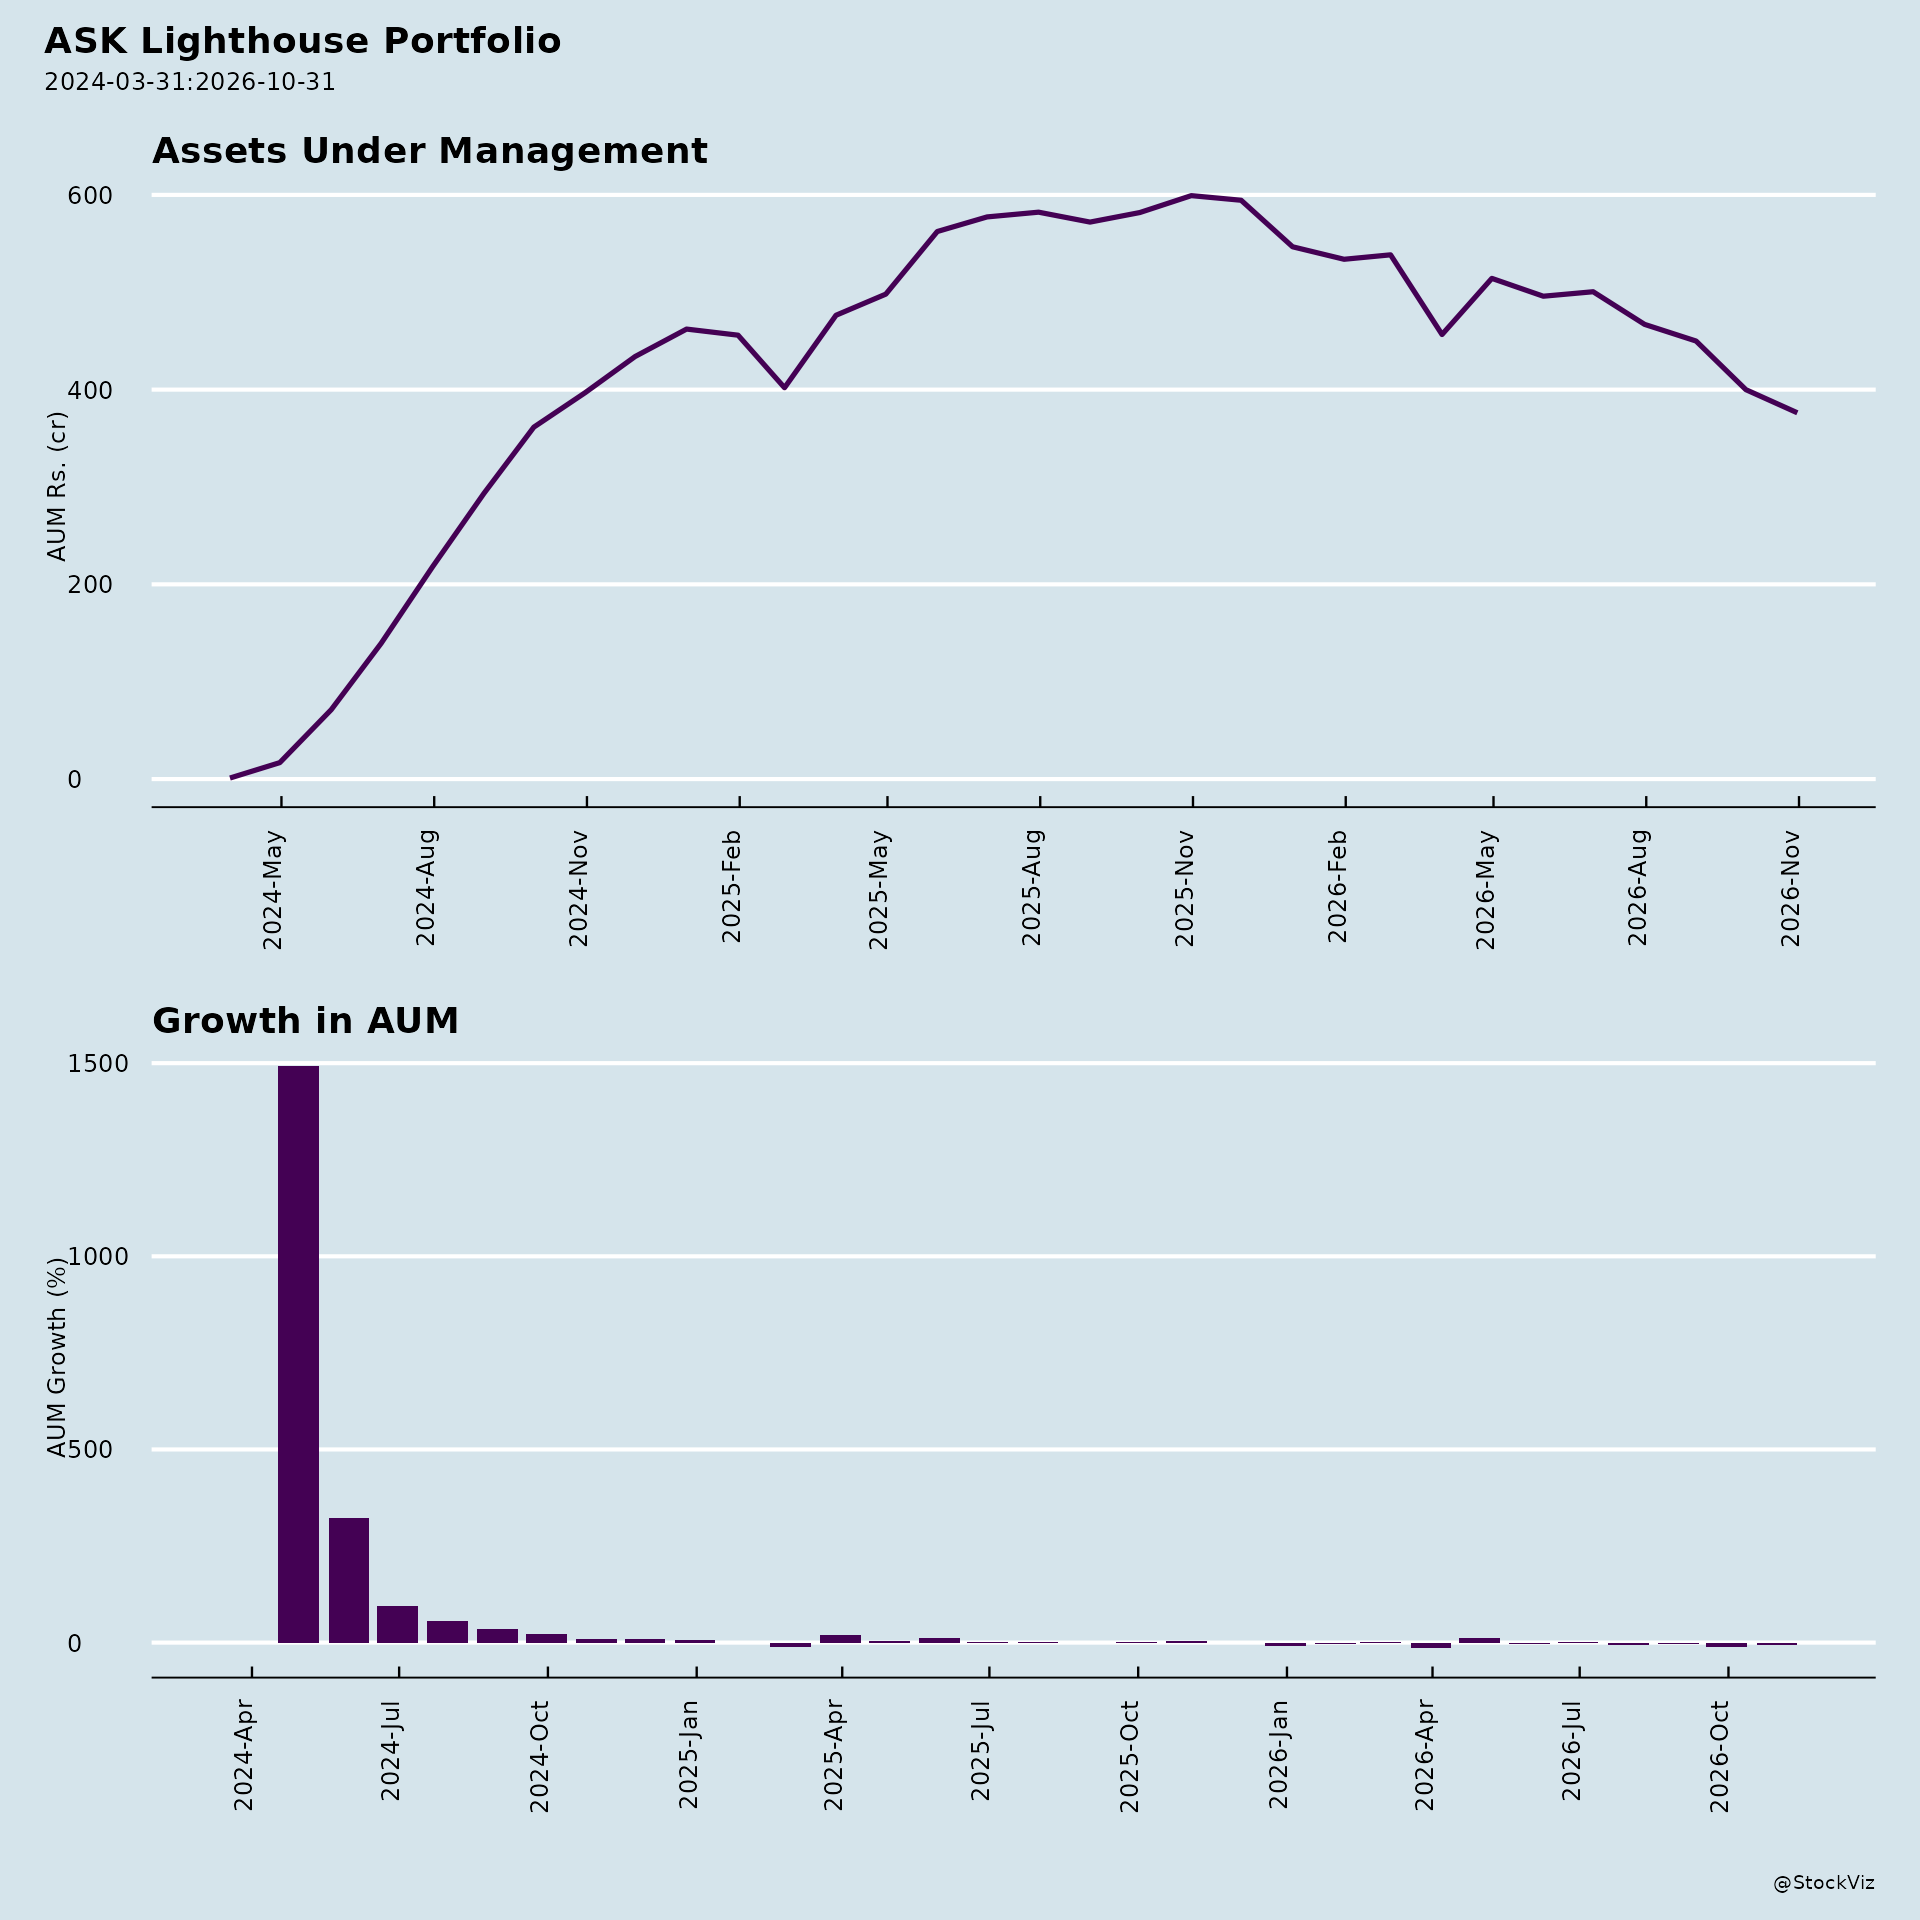 ASK Lighthouse Portfolio
2024-03-31:2026-10-31
Assets Under Management
600
400
200
0
AUM Rs. (cr)
2024-May
2024-Aug
2024-Nov
2025-Feb
2025-May
2025-Aug
2025-Nov
2026-Feb
2026-May
2026-Aug
2026-Nov
Growth in AUM
1500
1000
500
0
AUM Growth (%)
2024-Apr
2024-Jul
2024-Oct
2025-Jan
2025-Apr
2025-Jul
2025-Oct
2026-Jan
2026-Apr
2026-Jul
2026-Oct
@StockViz